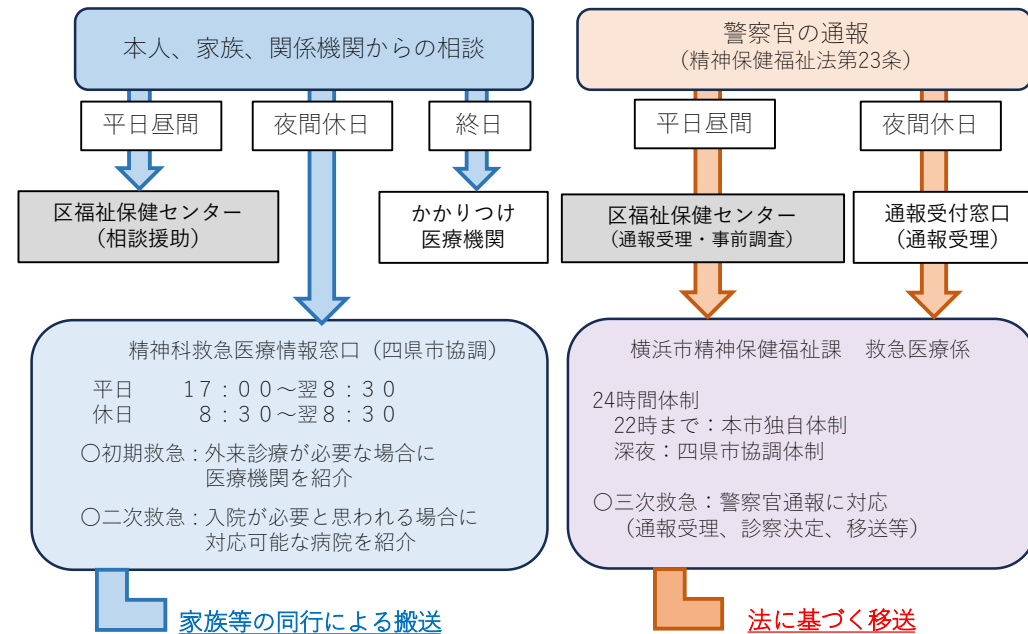 本人、家族、関係機関からの相談
平日昼間
夜間休日
終日
区福祉保健センター
（相談援助）
かかりつけ
医療機関
精神科救急医療情報窓口（四県市協調）
平日　　１７：００～翌８：３０
休日　　　８：３０～翌８：３０
〇初期救急：外来診療が必要な場合に
医療機関を紹介
〇二次救急：入院が必要と思われる場合に
対応可能な病院を紹介
家族等の同行による搬送
警察官の通報
（精神保健福祉法第23条）
平日昼間
夜間休日
区福祉保健センター
（通報受理・事前調査）
通報受付窓口
（通報受理）
横浜市精神保健福祉課　救急医療係
24時間体制
22時まで：本市独自体制
深夜：四県市協調体制
〇三次救急：警察官通報に対応
（通報受理、診察決定、移送等）
法に基づく移送